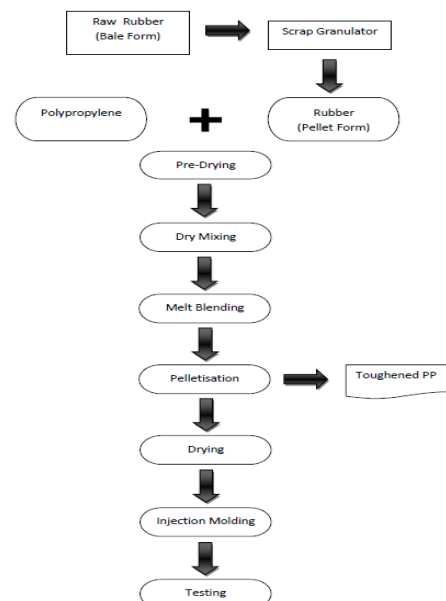 Raw Rubber
(Bale Form)
Scrap Granulator
Polypropylene
Rubber
(Pellet Form)
Pre-Drying
Dry Mixing
Melt Blending
Pelletisation
Toughened PP
Drying
Injection Molding
Testing